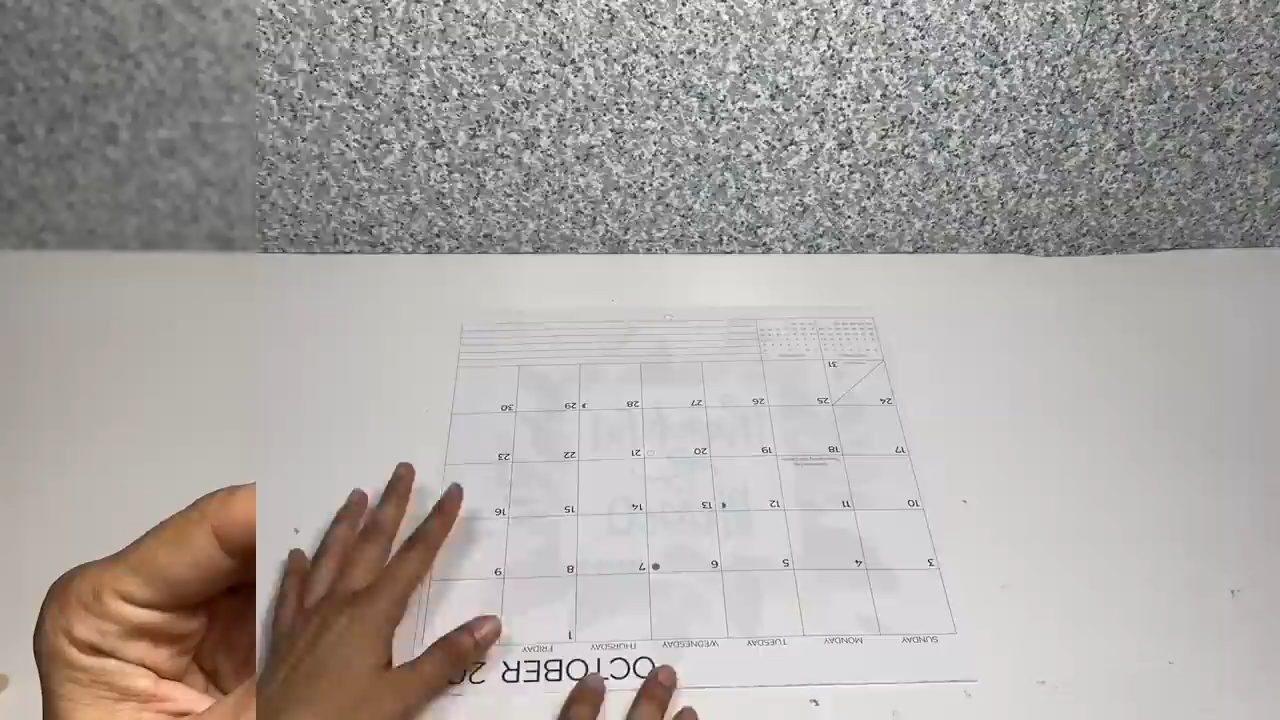 OCTOBER 20
SUNDAY MONDAY TUESDAY WEDNESDAY THURSDAY FRIDAY
1
3 4 5 6 7 8 9
10 11 12 13 14 15 16
17 18 19 20 21 22 23
24 25 26 27 28 29 30
31